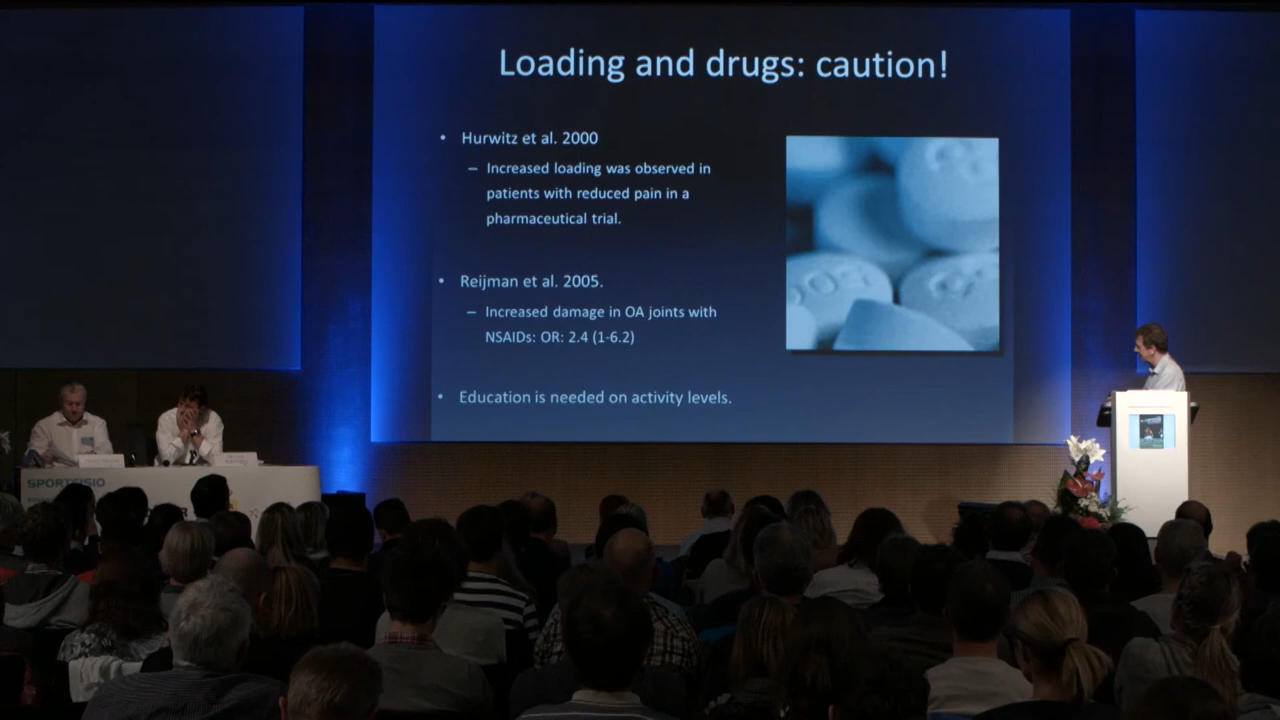 Loading and drugs: caution!
• Hurwitz et al. 2000
– Increased loading was observed in
patients with reduced pain in a
pharmaceutical trial.
• Reijman et al. 2005.
– Increased damage in OA joints with
NSAIDs: OR: 2.4 (1-6.2)
• Education is needed on activity levels.
SPORTFISIO